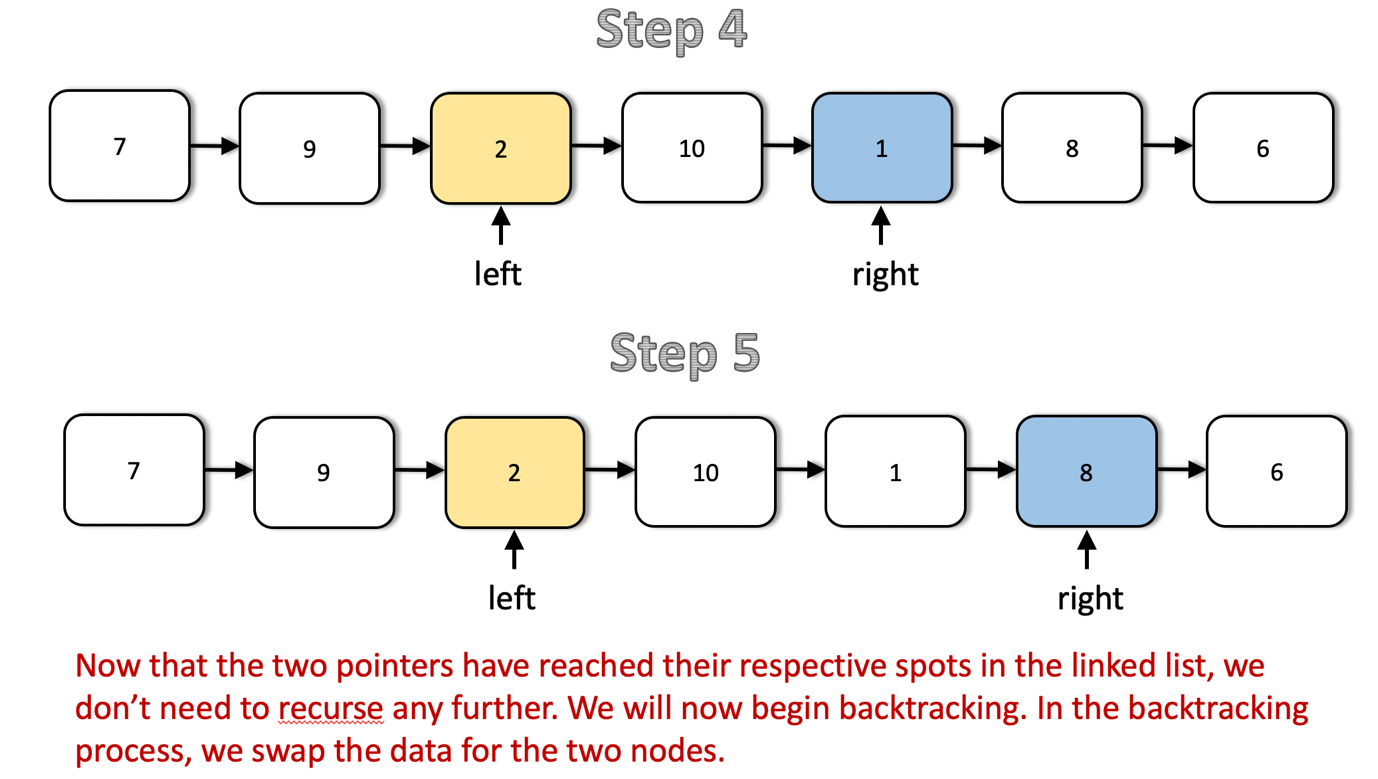 Step 4
7 9 2 10 1 8 6
left right
Step 5
7 9 2 10 1 8 6
left right
Now that the two pointers have reached their respective spots in the linked list, we
don’t need to recurse any further. We will now begin backtracking. In the backtracking
process, we swap the data for the two nodes.